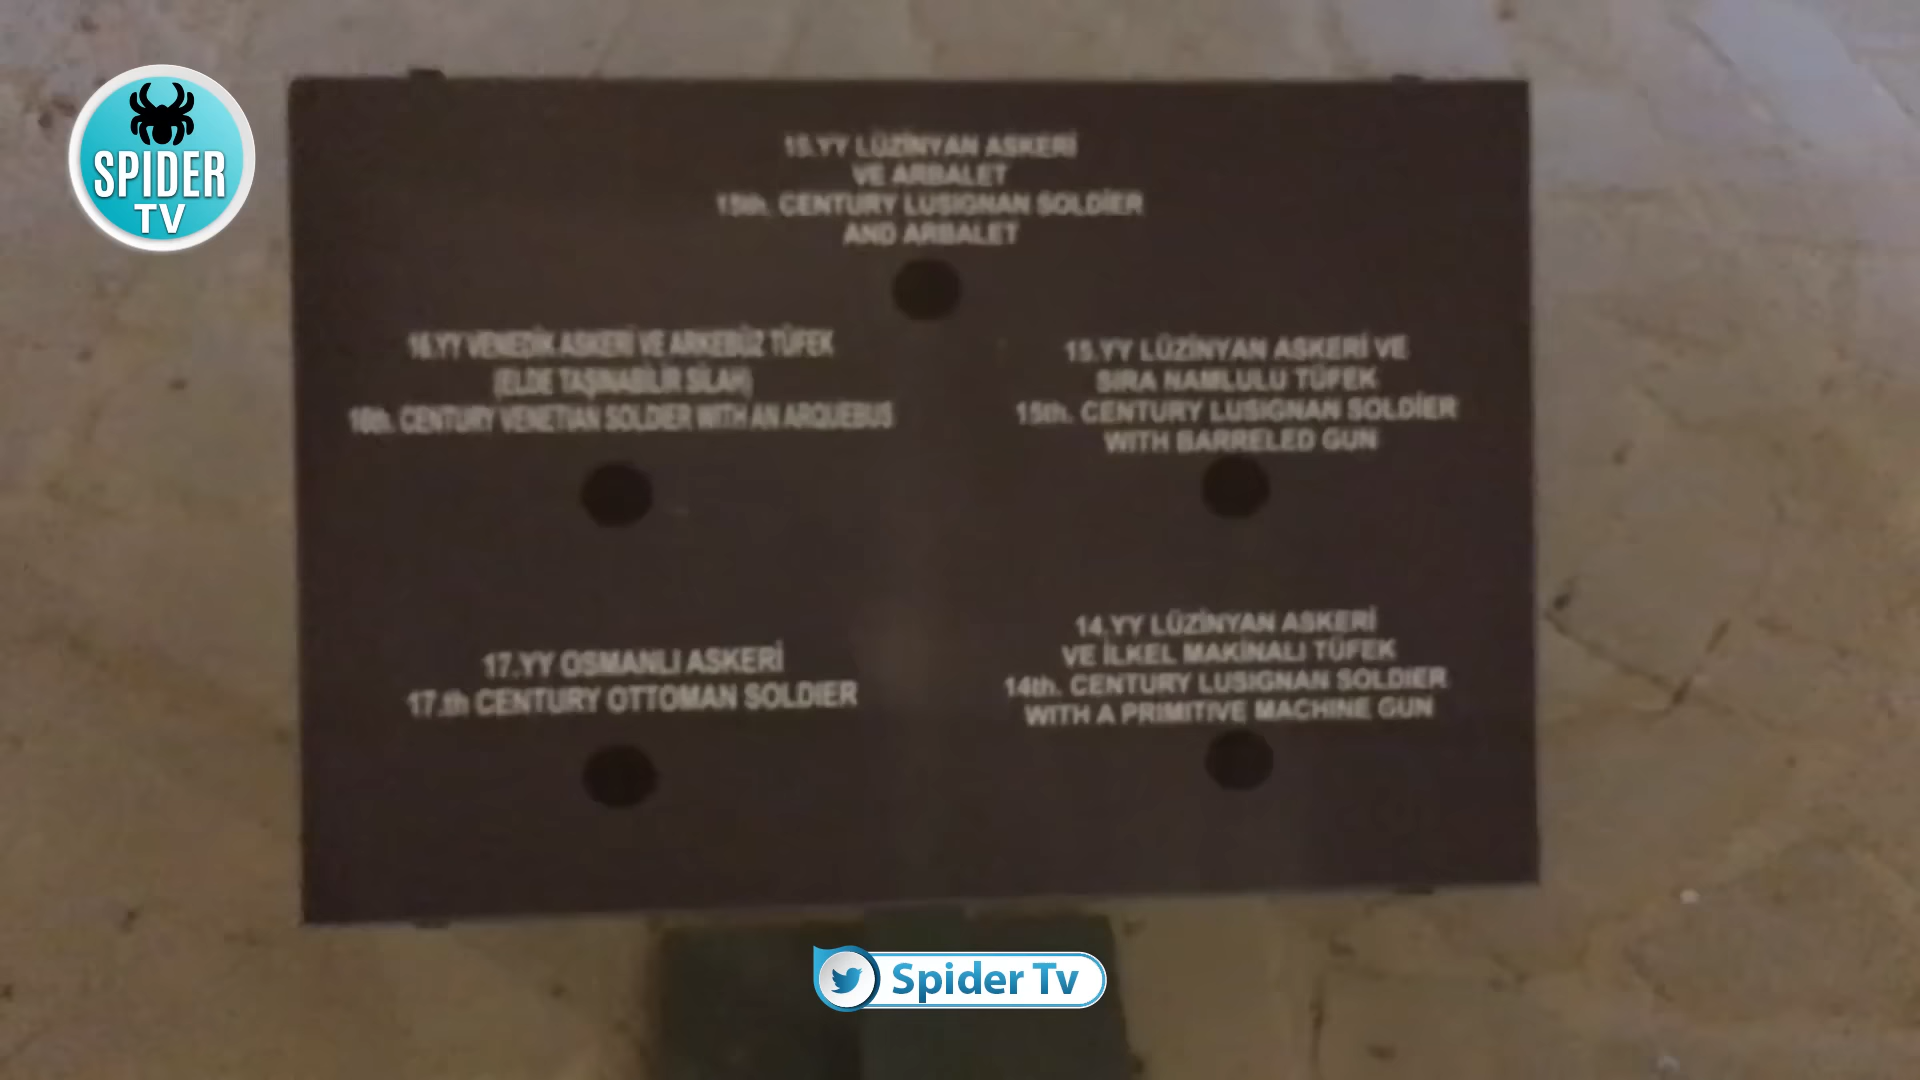 SPIDER
TV
15.YY LÜZİNYAN ASKERİ
VE ARBALET
15th. CENTURY LUSIGNAN SOLDİER
AND ARBALET
16.YY VENEDİK ASKERİ VE ARKEBÜZ TÜFEK
(ELDE TAŞINABİLİR SİLAH)
16th. CENTURY VENETIAN SOLDIER WITH AN ARQUEBUS
15.YY LÜZİNYAN ASKERİ VE
SIRA NAMLULU TÜFEK
15th. CENTURY LUSIGNAN SOLDİER
WITH BARRELED GUN
17.YY OSMANLI ASKERİ
17.th CENTURY OTTOMAN SOLDIER
14.YY LÜZİNYAN ASKERİ
VE İLKEL MAKİNALI TÜFEK
14th. CENTURY LUSIGNAN SOLDIER
WITH A PRIMITIVE MACHINE GUN
Spider Tv